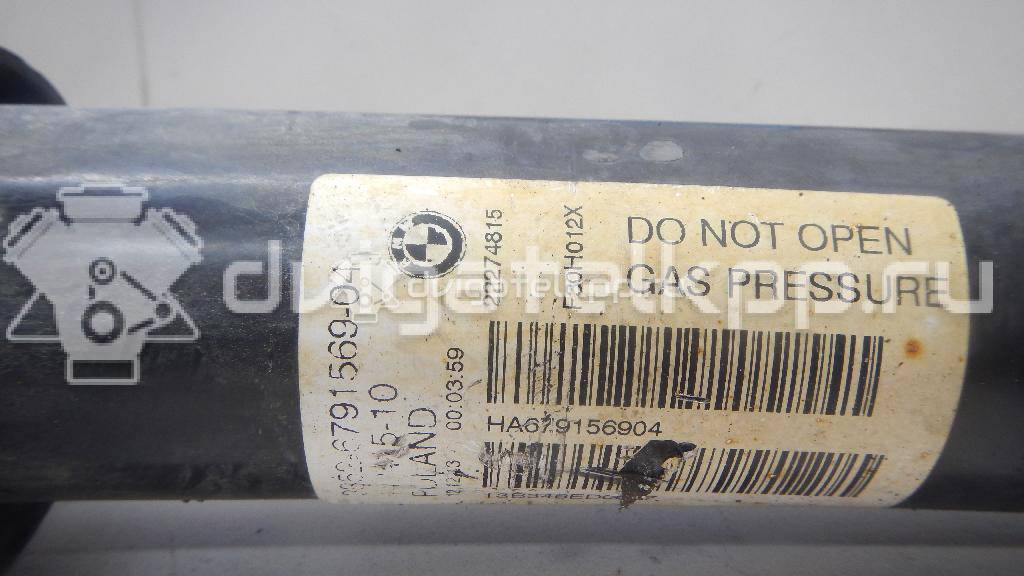 DO NOT OPEN
GAS PRESSURE
F30H012X
22274815
6791569-04
POLAND
00:03:59
HA679156904
dvigatelkpp.ru